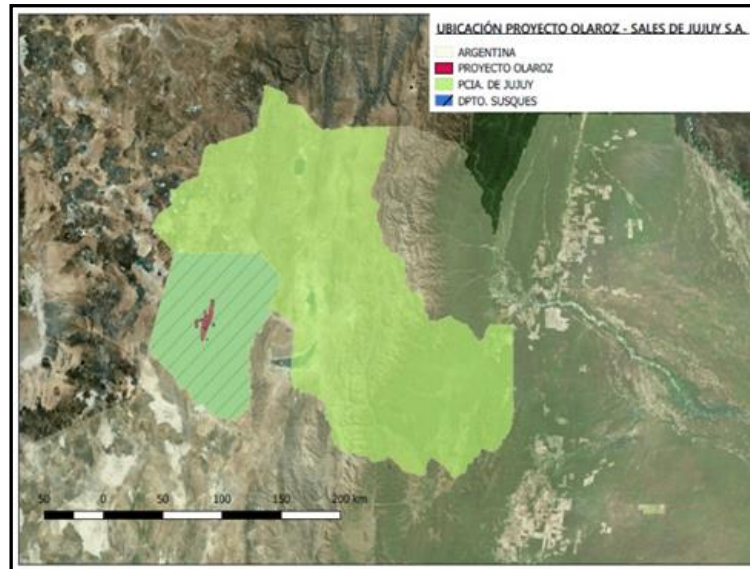 UBICACIÓN PROYECTO OLAROZ - SALES DE JUJUY S.A.
ARGENTINA
PROYECTO OLAROZ
PCIA. DE JUJUY
DPTO. SUSQUES
50 0 50 100 150 200 km